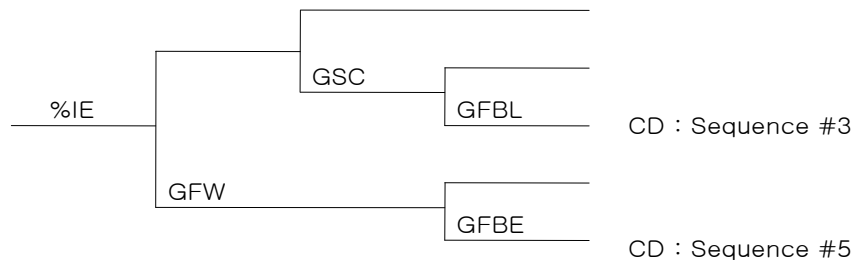 GSC
%IE
GFBL
CD : Sequence #3
GFW
GFBE
CD : Sequence #5